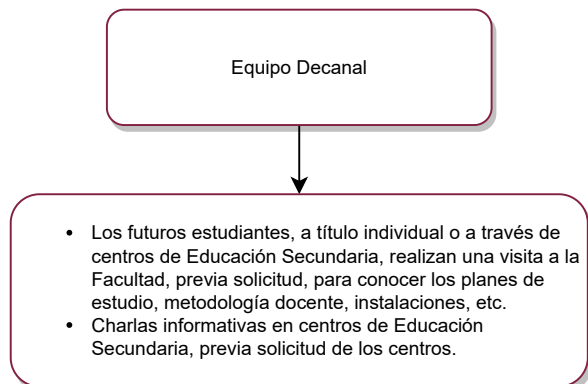 Equipo Decanal
• Los futuros estudiantes, a título individual o a través de
centros de Educación Secundaria, realizan una visita a la
Facultad, previa solicitud, para conocer los planes de
estudio, metodología docente, instalaciones, etc.
• Charlas informativas en centros de Educación
Secundaria, previa solicitud de los centros.